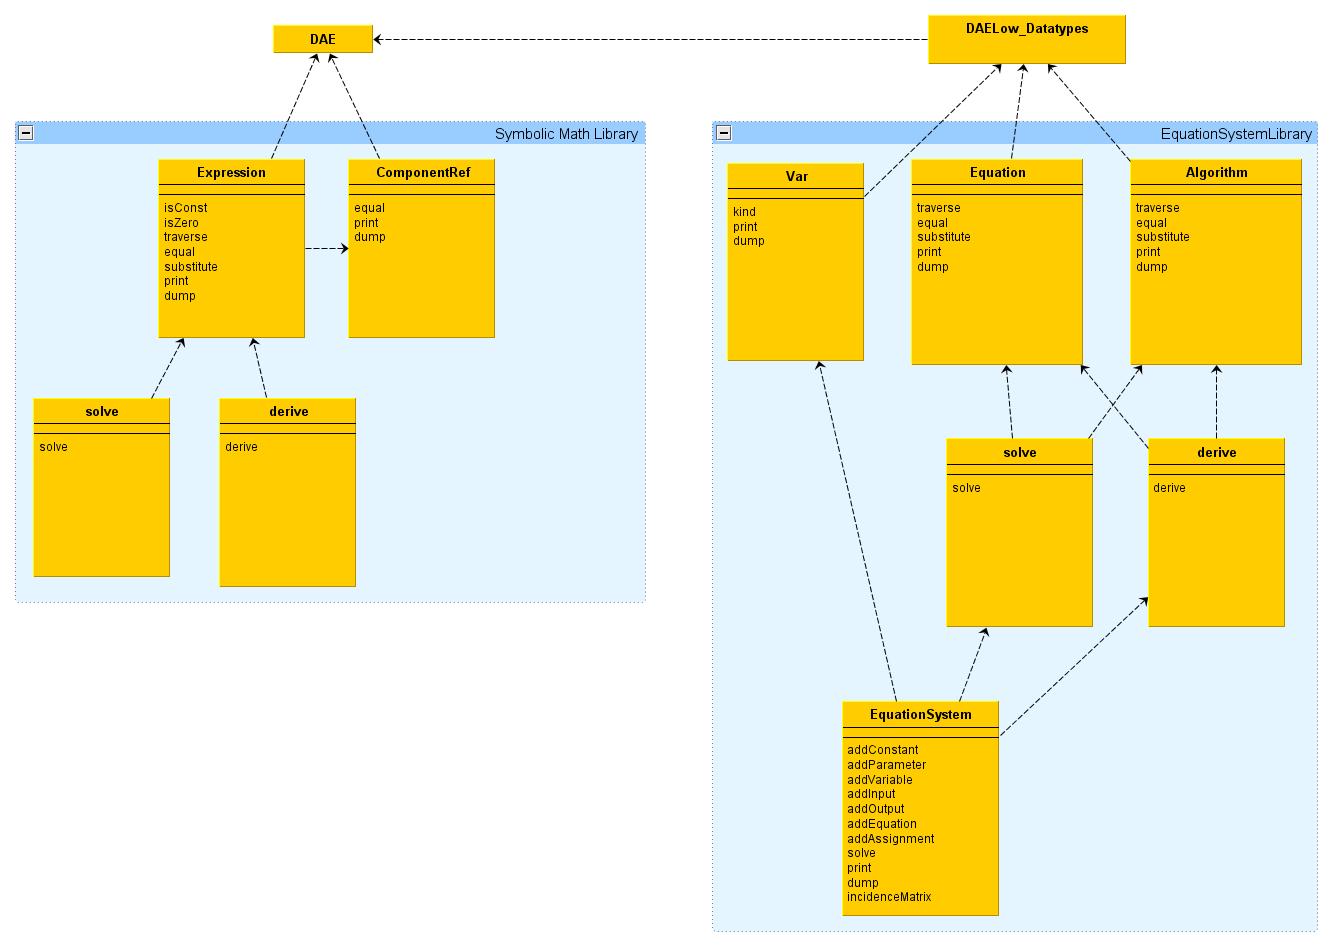 DAE
DAELow_Datatypes
Symbolic Math Library
Expression
isConst
isZero
traverse
equal
substitute
print
dump
ComponentRef
equal
print
dump
solve
solve
derive
derive
EquationSystemLibrary
Var
kind
print
dump
Equation
traverse
equal
substitute
print
dump
Algorithm
traverse
equal
substitute
print
dump
solve
solve
derive
derive
EquationSystem
addConstant
addParameter
addVariable
addInput
addOutput
addEquation
addAssignment
solve
print
dump
incidenceMatrix